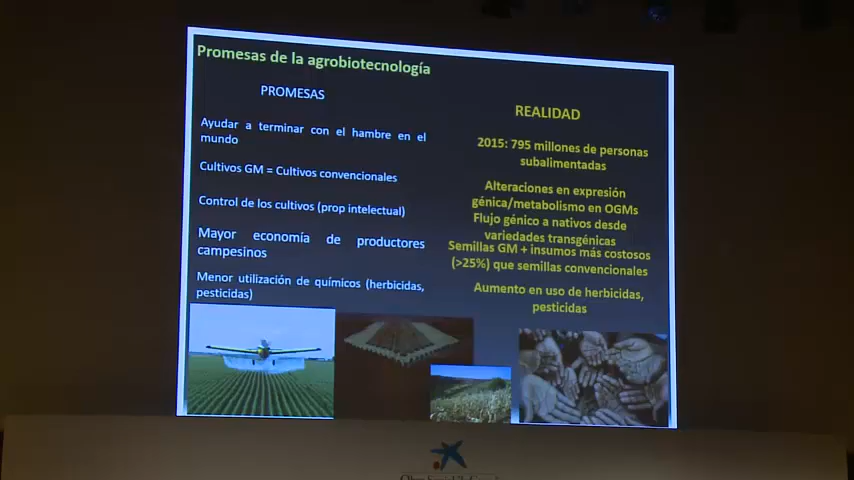 Promesas de la agrobiotecnología
PROMESAS
Ayudar a terminar con el hambre en el
mundo
Cultivos GM = Cultivos convencionales
Control de los cultivos (prop intelectual)
Mayor economía de productores
campesinos
Menor utilización de químicos (herbicidas,
pesticidas)
REALIDAD
2015: 795 millones de personas
subalimentadas
Alteraciones en expresión
génica/metabolismo en OGMs
Flujo génico a nativos desde
variedades transgénicas
Semillas GM + insumos más costosos
(>25%) que semillas convencionales
Aumento en uso de herbicidas,
pesticidas